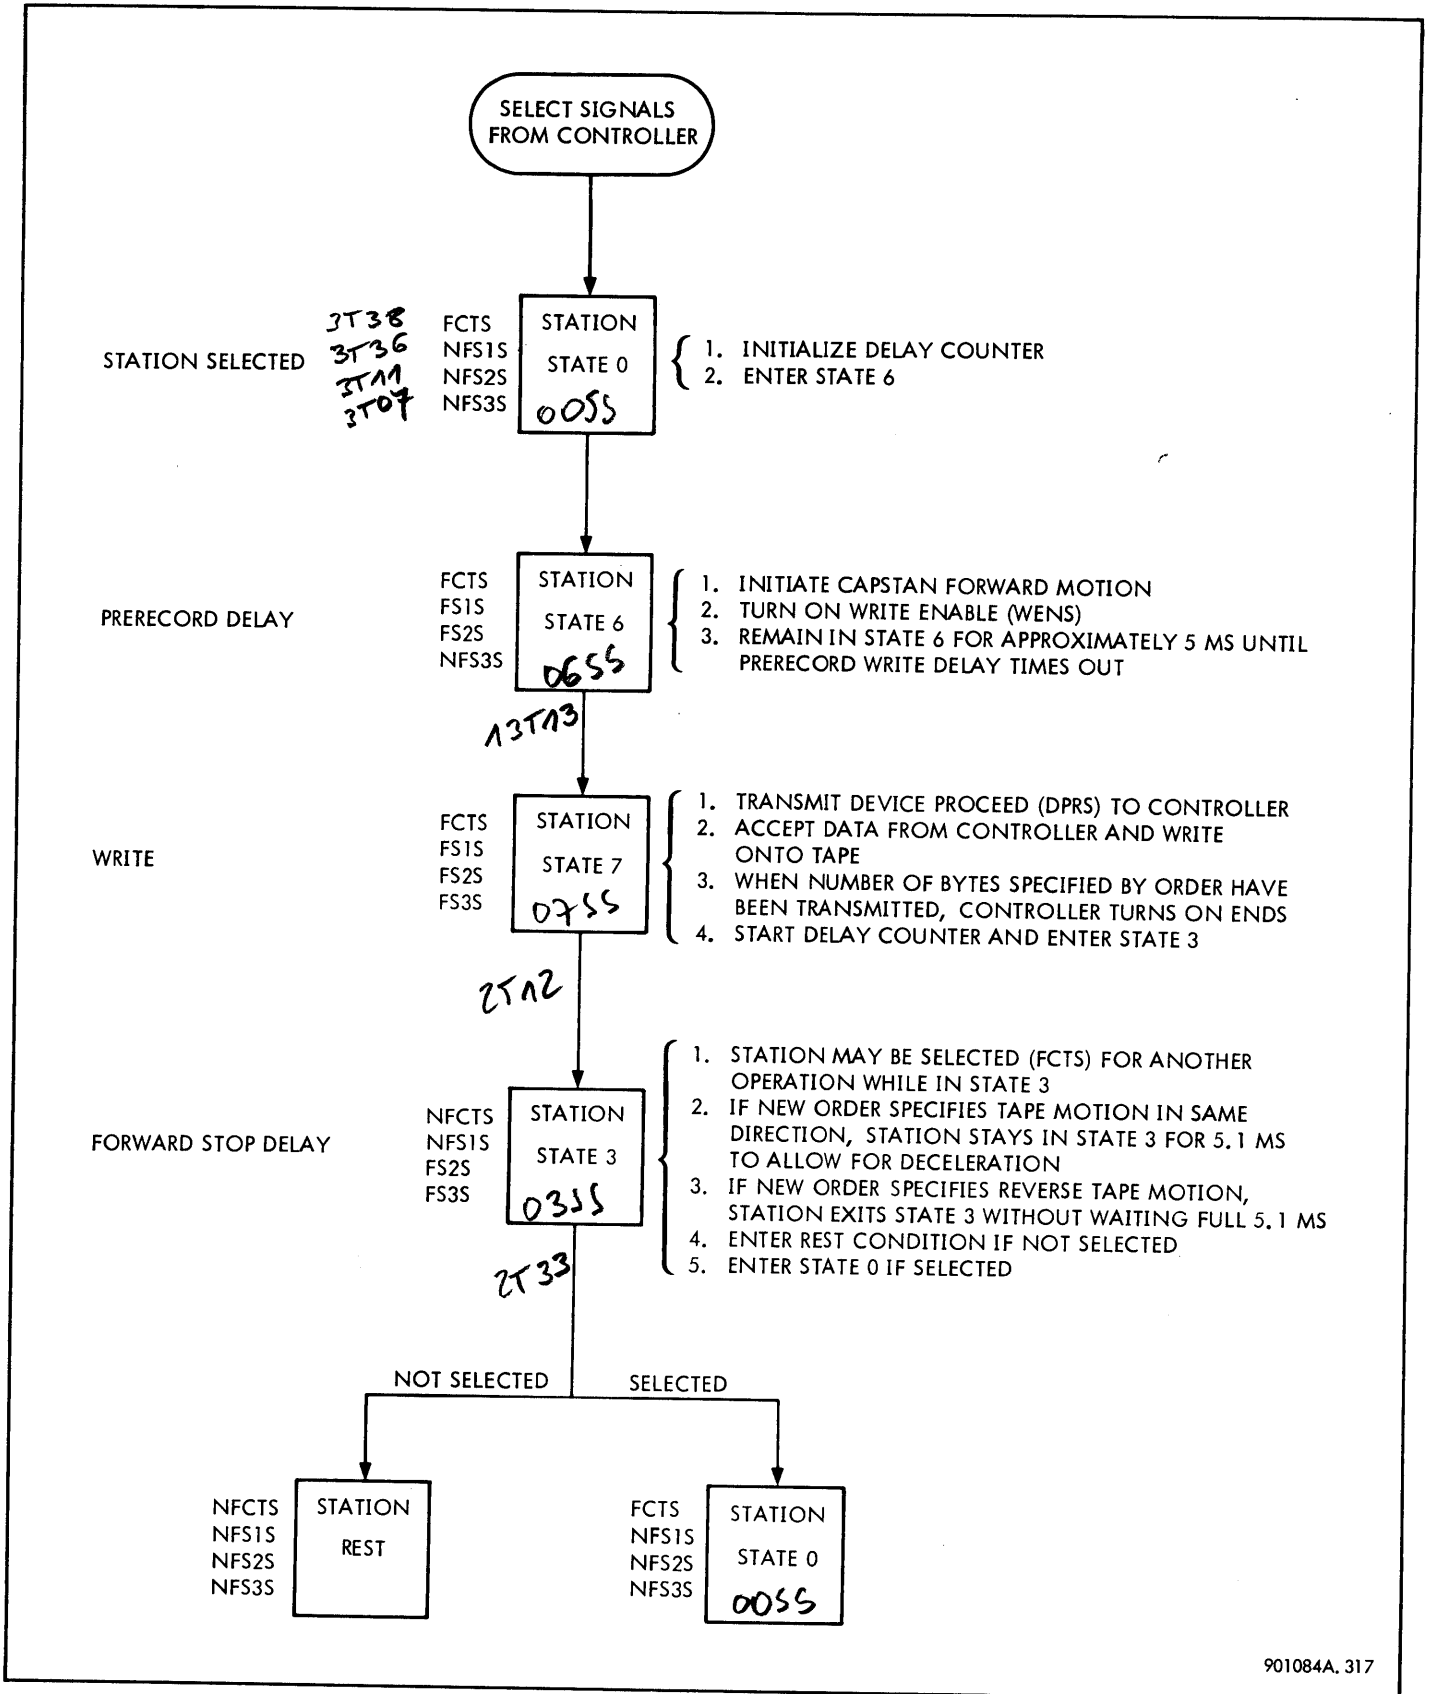 SELECT SIGNALS
FROM CONTROLLER
STATION SELECTED
3T38
3T36
3T11
3T07
FCTS
NFS1S
NFS2S
NFS3S
STATION
STATE 0
00SS
1. INITIALIZE DELAY COUNTER
2. ENTER STATE 6
PRERECORD DELAY
FCTS
FS1S
FS2S
NFS3S
STATION
STATE 6
06SS
1. INITIATE CAPSTAN FORWARD MOTION
2. TURN ON WRITE ENABLE (WENS)
3. REMAIN IN STATE 6 FOR APPROXIMATELY 5 MS UNTIL
PRERECORD WRITE DELAY TIMES OUT
13T13
WRITE
FCTS
FS1S
FS2S
FS3S
STATION
STATE 7
07SS
1. TRANSMIT DEVICE PROCEED (DPRS) TO CONTROLLER
2. ACCEPT DATA FROM CONTROLLER AND WRITE
ONTO TAPE
3. WHEN NUMBER OF BYTES SPECIFIED BY ORDER HAVE
BEEN TRANSMITTED, CONTROLLER TURNS ON ENDS
4. START DELAY COUNTER AND ENTER STATE 3
2T12
FORWARD STOP DELAY
NFCTS
NFS1S
FS2S
FS3S
STATION
STATE 3
03SS
1. STATION MAY BE SELECTED (FCTS) FOR ANOTHER
OPERATION WHILE IN STATE 3
2. IF NEW ORDER SPECIFIES TAPE MOTION IN SAME
DIRECTION, STATION STAYS IN STATE 3 FOR 5.1 MS
TO ALLOW FOR DECELERATION
3. IF NEW ORDER SPECIFIES REVERSE TAPE MOTION,
STATION EXITS STATE 3 WITHOUT WAITING FULL 5.1 MS
4. ENTER REST CONDITION IF NOT SELECTED
5. ENTER STATE 0 IF SELECTED
2T33
NOT SELECTED
SELECTED
NFCTS
NFS1S
NFS2S
NFS3S
STATION
REST
FCTS
NFS1S
NFS2S
NFS3S
STATION
STATE 0
00SS
901084A. 317